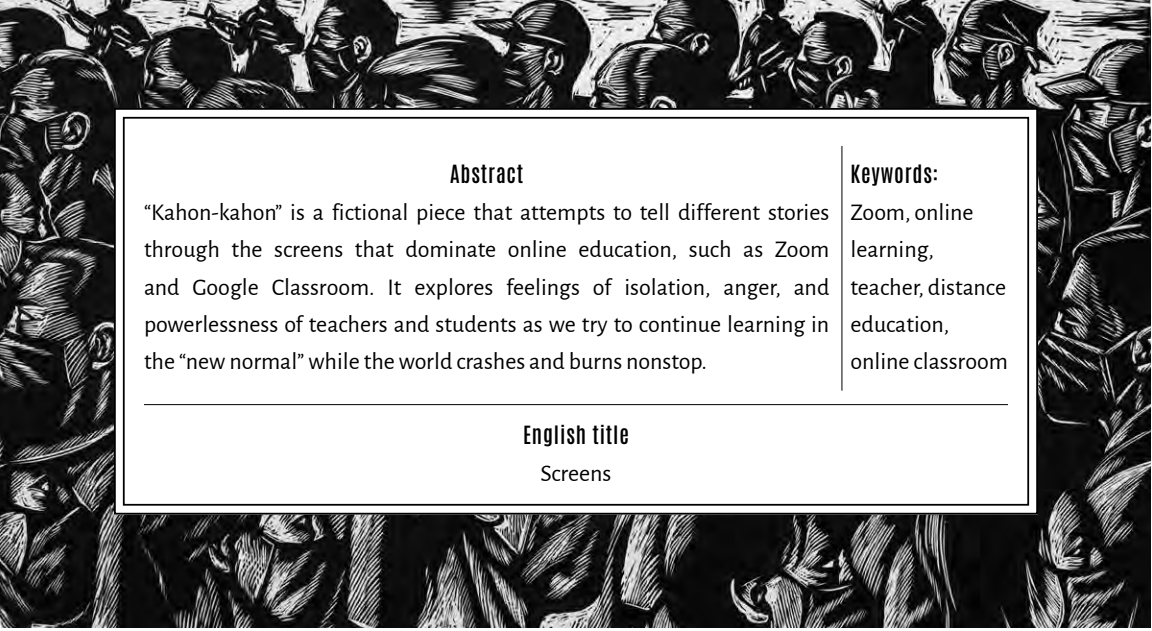 Abstract
“Kahon-kahon” is a fictional piece that attempts to tell different stories
through the screens that dominate online education, such as Zoom
and Google Classroom. It explores feelings of isolation, anger, and
powerlessness of teachers and students as we try to continue learning in
the “new normal” while the world crashes and burns nonstop.
Keywords:
Zoom, online
learning,
teacher, distance
education,
online classroom
English title
Screens